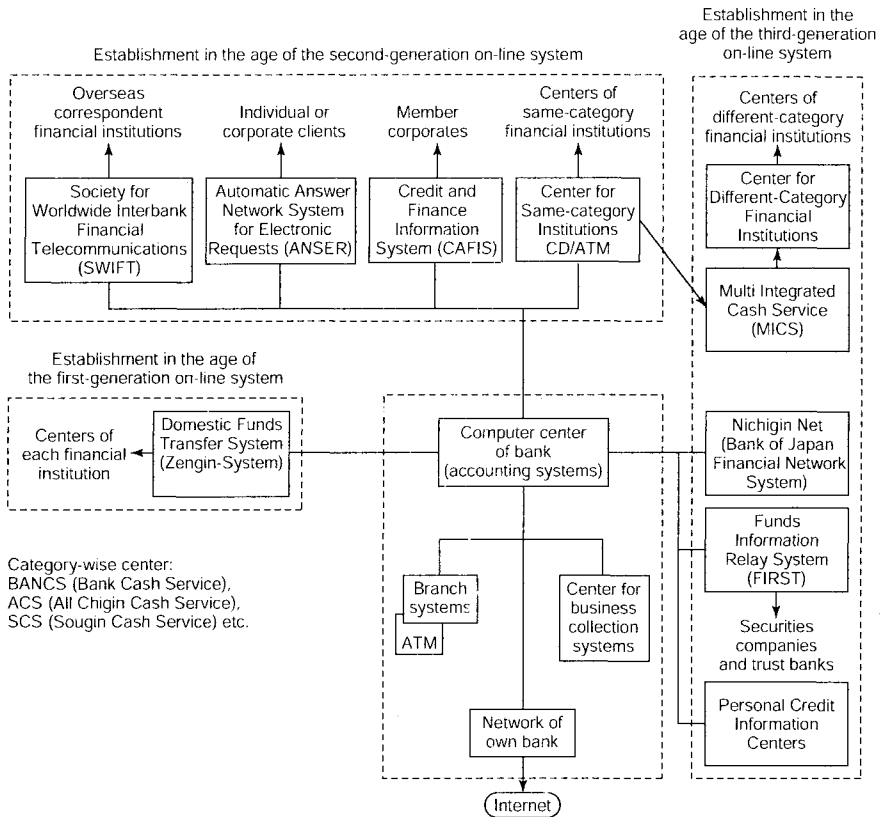 Establishment in the age of the second-generation on-line system
Establishment in the
age of the third-generation
on-line system
Overseas
correspondent
financial institutions
Individual or
corporate clients
Member
corporates
Centers of
same-category
financial institutions
Centers of
different-category
financial institutions
Society for
Worldwide Interbank
Financial
Telecommunications
(SWIFT)
Automatic Answer
Network System
for Electronic
Requests (ANSER)
Credit and
Finance
Information
System (CAFIS)
Center for
Same-category
Institutions
CD/ATM
Center for
Different-Category
Financial
Institutions
Multi Integrated
Cash Service
(MICS)
Establishment in the age of
the first-generation on-line system
Centers of
each financial
institution
Domestic Funds
Transfer System
(Zengin-System)
Computer center
of bank
(accounting systems)
Nichigin Net
(Bank of Japan
Financial Network
System)
Funds
Information
Relay System
(FIRST)
Category-wise center:
BANCS (Bank Cash Service),
ACS (All Chigin Cash Service),
SCS (Sougin Cash Service) etc.
Branch
systems
ATM
Center for
business
collection
systems
Securities
companies
and trust banks
Personal Credit
Information
Centers
Network of
own bank
Internet